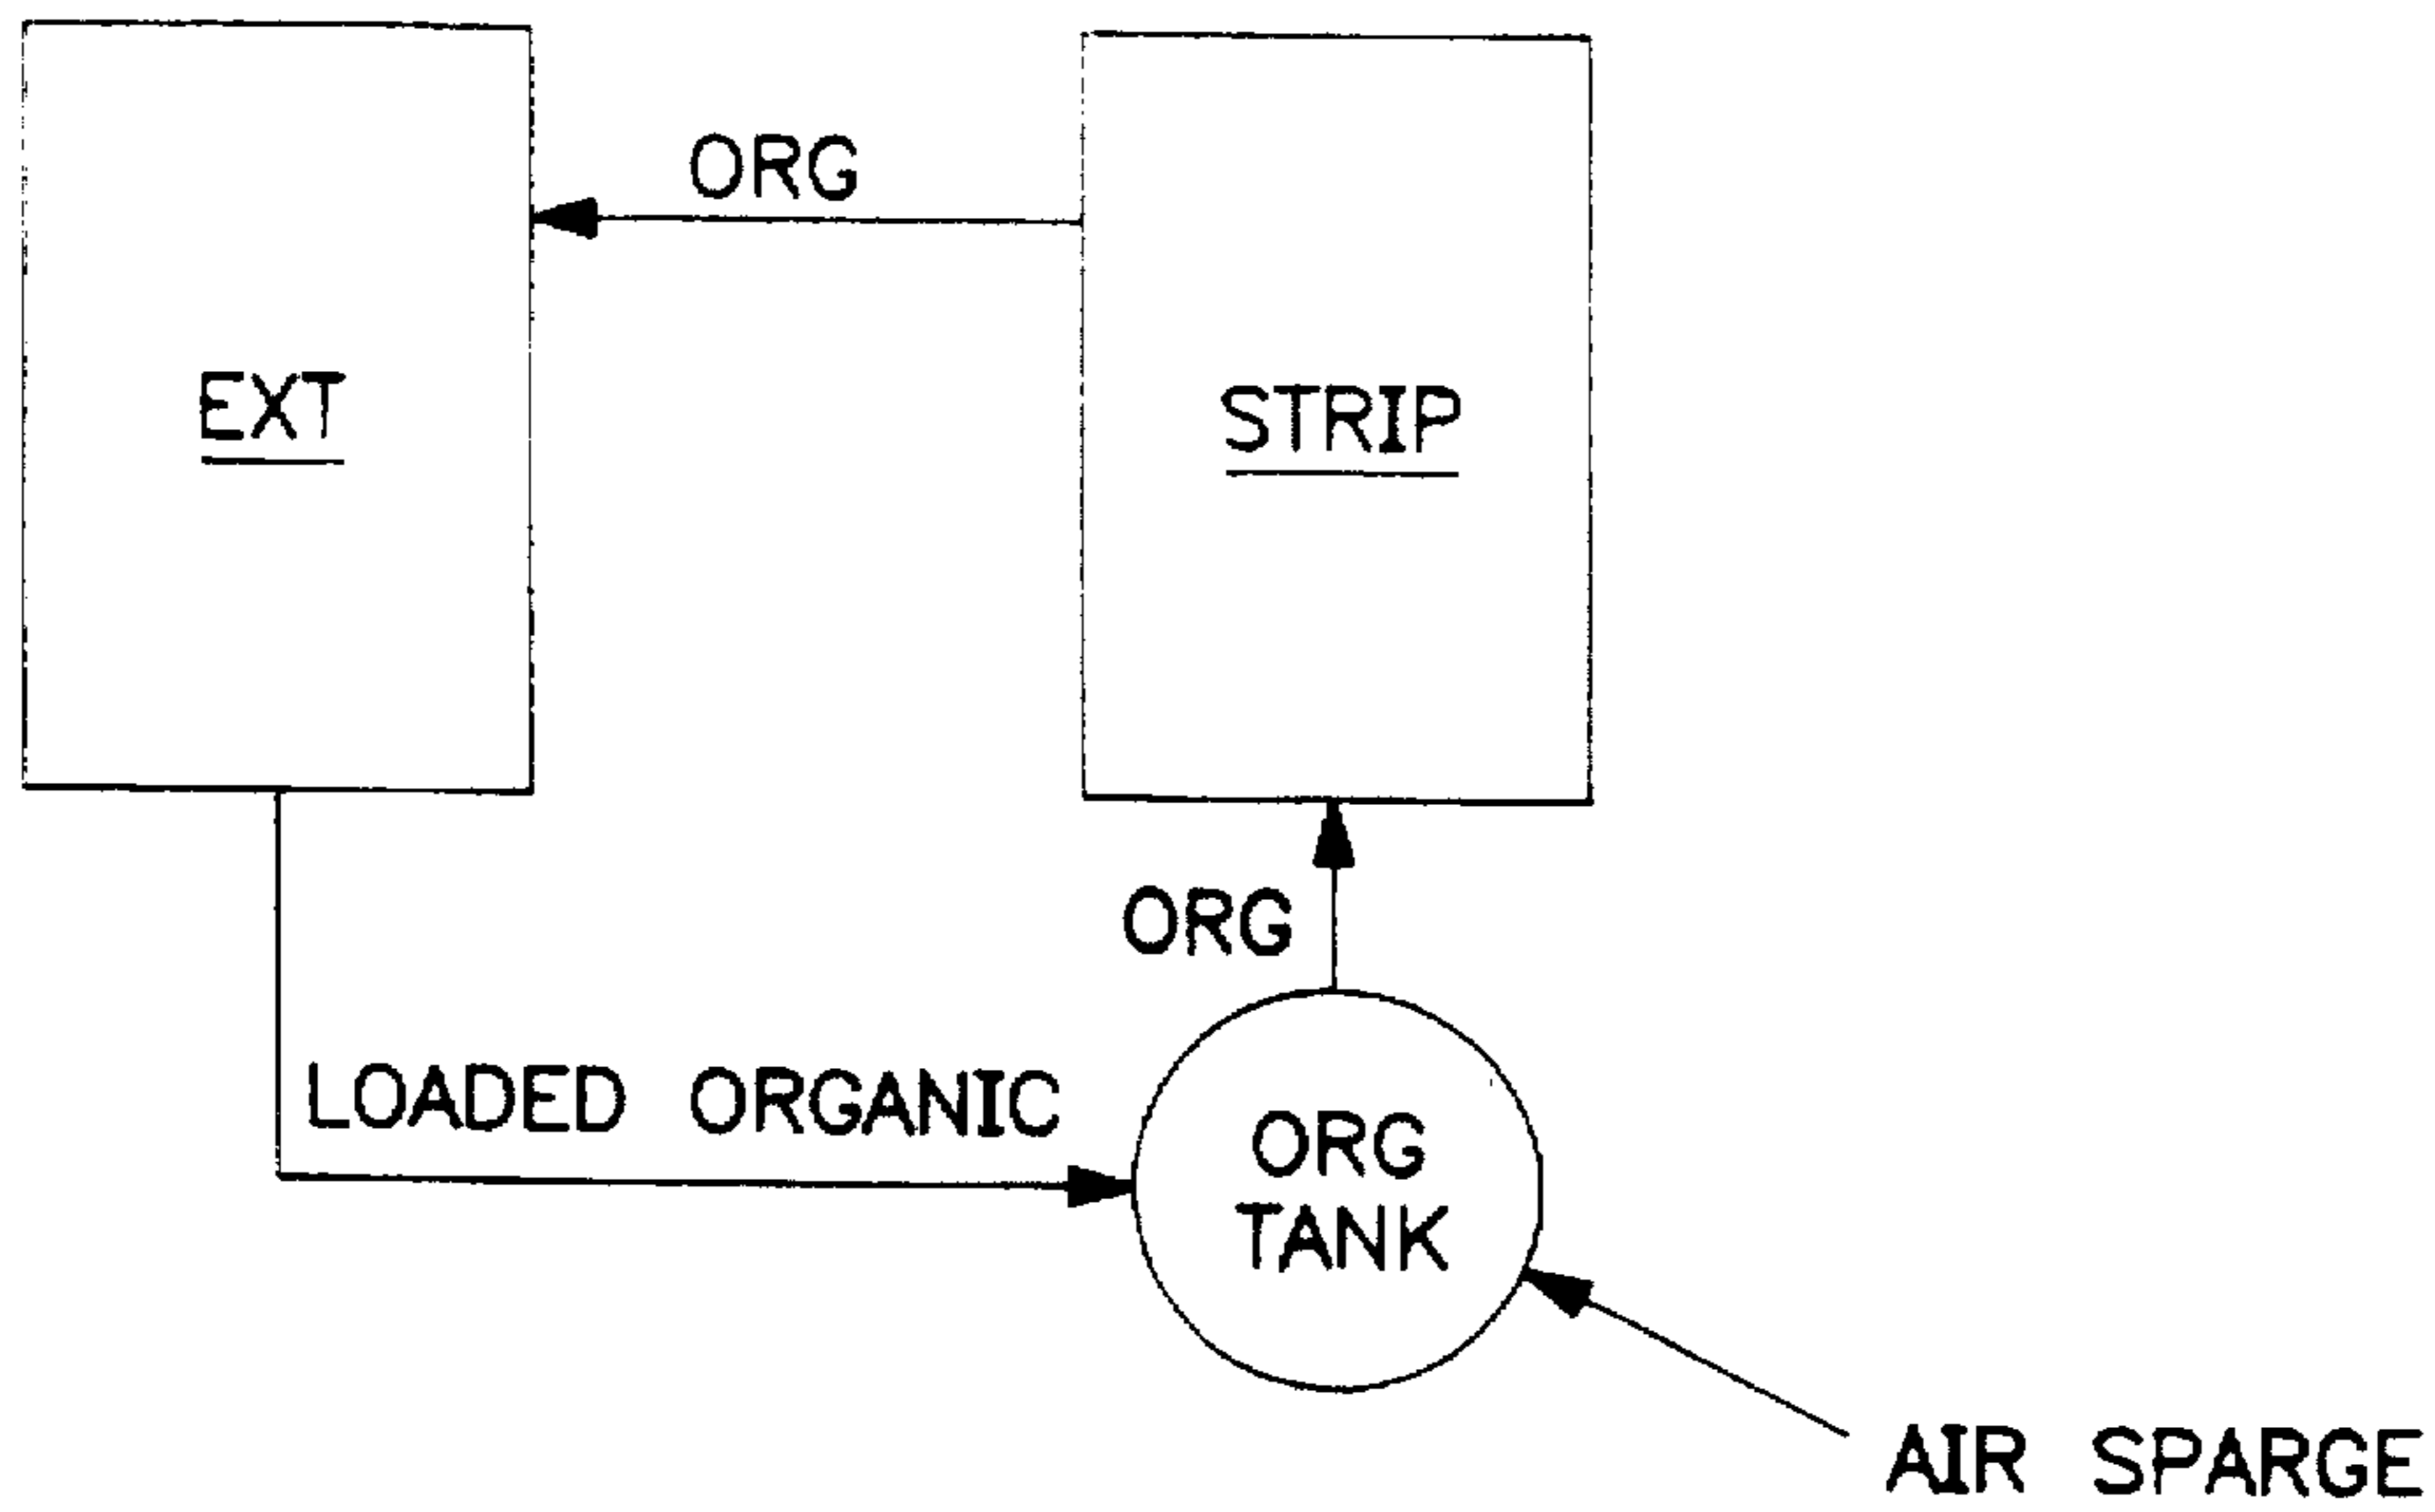 ORG
EXT
STRIP
ORG
LOADED ORGANIC
ORG
TANK
AIR SPARGE